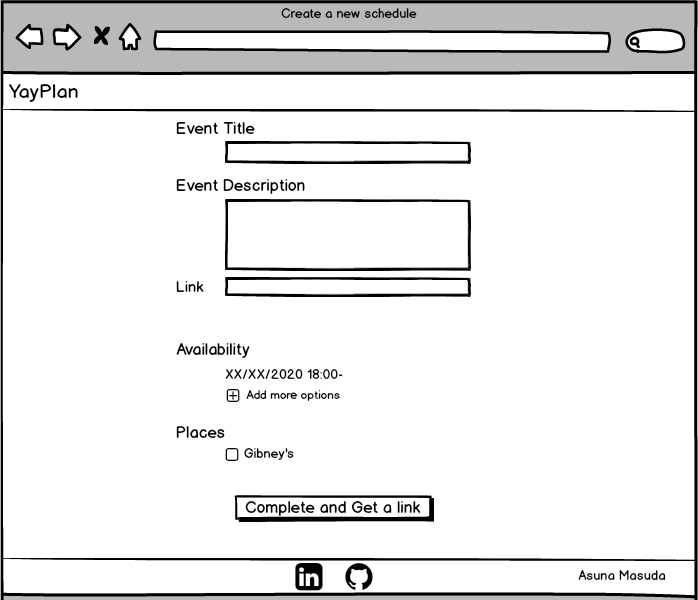 Create a new schedule
YayPlan
Event Title
Event Description
Link
Availability
XX/XX/2020 18:00-
Add more options
Places
Gibney's
Complete and Get a link
in
Asuna Masuda